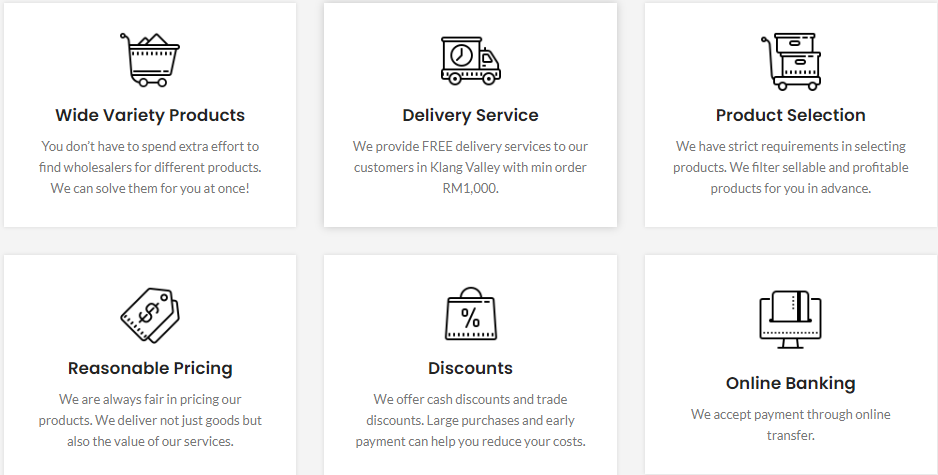 Wide Variety Products
You don't have to spend extra effort to
find wholesalers for different products.
We can solve them for you at once!
Delivery Service
We provide FREE delivery services to our
customers in Klang Valley with min order
RM1,000.
Product Selection
We have strict requirements in selecting
products. We filter sellable and profitable
products for you in advance.
$
Reasonable Pricing
We are always fair in pricing our
products. We deliver not just goods but
also the value of our services.
%
Discounts
We offer cash discounts and trade
discounts. Large purchases and early
payment can help you reduce your costs.
Online Banking
We accept payment through online
transfer.